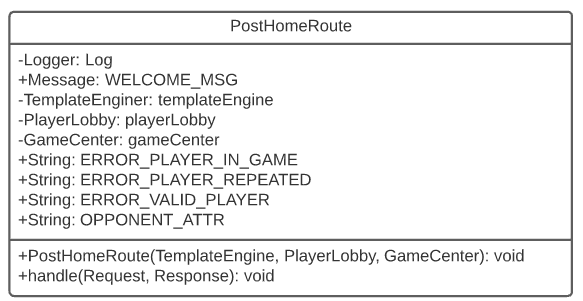 PostHomeRoute
-Logger: Log
+Message: WELCOME_MSG
-TemplateEnginer: templateEngine
-PlayerLobby: playerLobby
-GameCenter: gameCenter
+String: ERROR_PLAYER_IN_GAME
+String: ERROR_PLAYER_REPEATED
+String: ERROR_VALID_PLAYER
+String: OPPONENT_ATTR
+PostHomeRoute(TemplateEngine, PlayerLobby, GameCenter): void
+handle(Request, Response): void